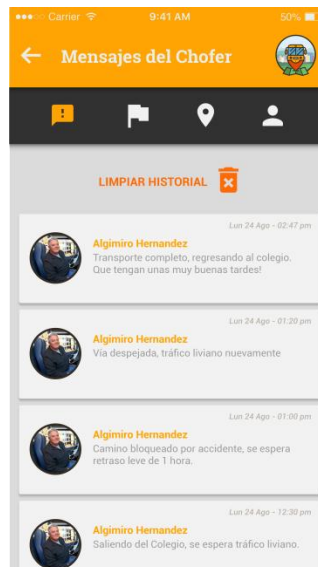 Carrier 9:41 AM 50%
Mensajes del Chofer
LIMPIAR HISTORIAL
Lun 24 Ago - 02:47 pm
Algimiro Hernandez
Transporte completo, regresando al colegio.
Que tengan unas muy buenas tardes!
Lun 24 Ago - 01:20 pm
Algimiro Hernandez
Via despejada, tráfico liviano nuevamente
Lun 24 Ago - 01:00 pm
Algimiro Hernandez
Camino bloqueado por accidente, se espera
retraso leve de 1 hora.
Lun 24 Ago - 12:30 pm
Algimiro Hernandez
Saliendo del Colegio, se espera tráfico liviano.